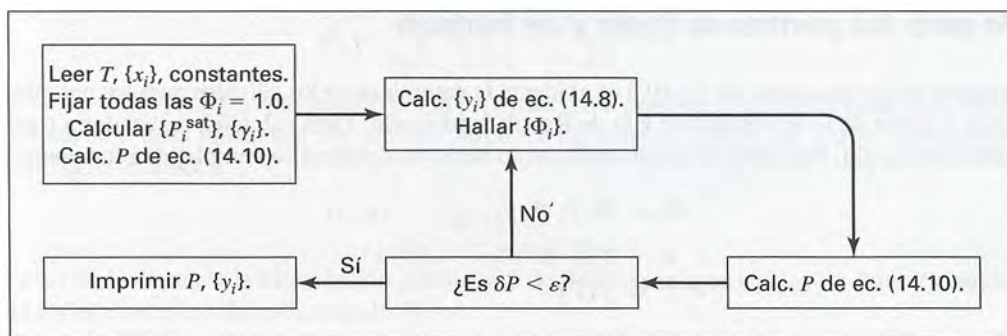 Leer T, {xᵢ}, constantes.
Fijar todas las Φᵢ = 1.0.
Calcular {Pᵢˢᵃᵗ}, {γᵢ}.
Calc. P de ec. (14.10).
Calc. {yᵢ} de ec. (14.8).
Hallar {Φᵢ}.
No
Sí
Imprimir P, {yᵢ}.
¿Es δP < ε?
Calc. P de ec. (14.10).